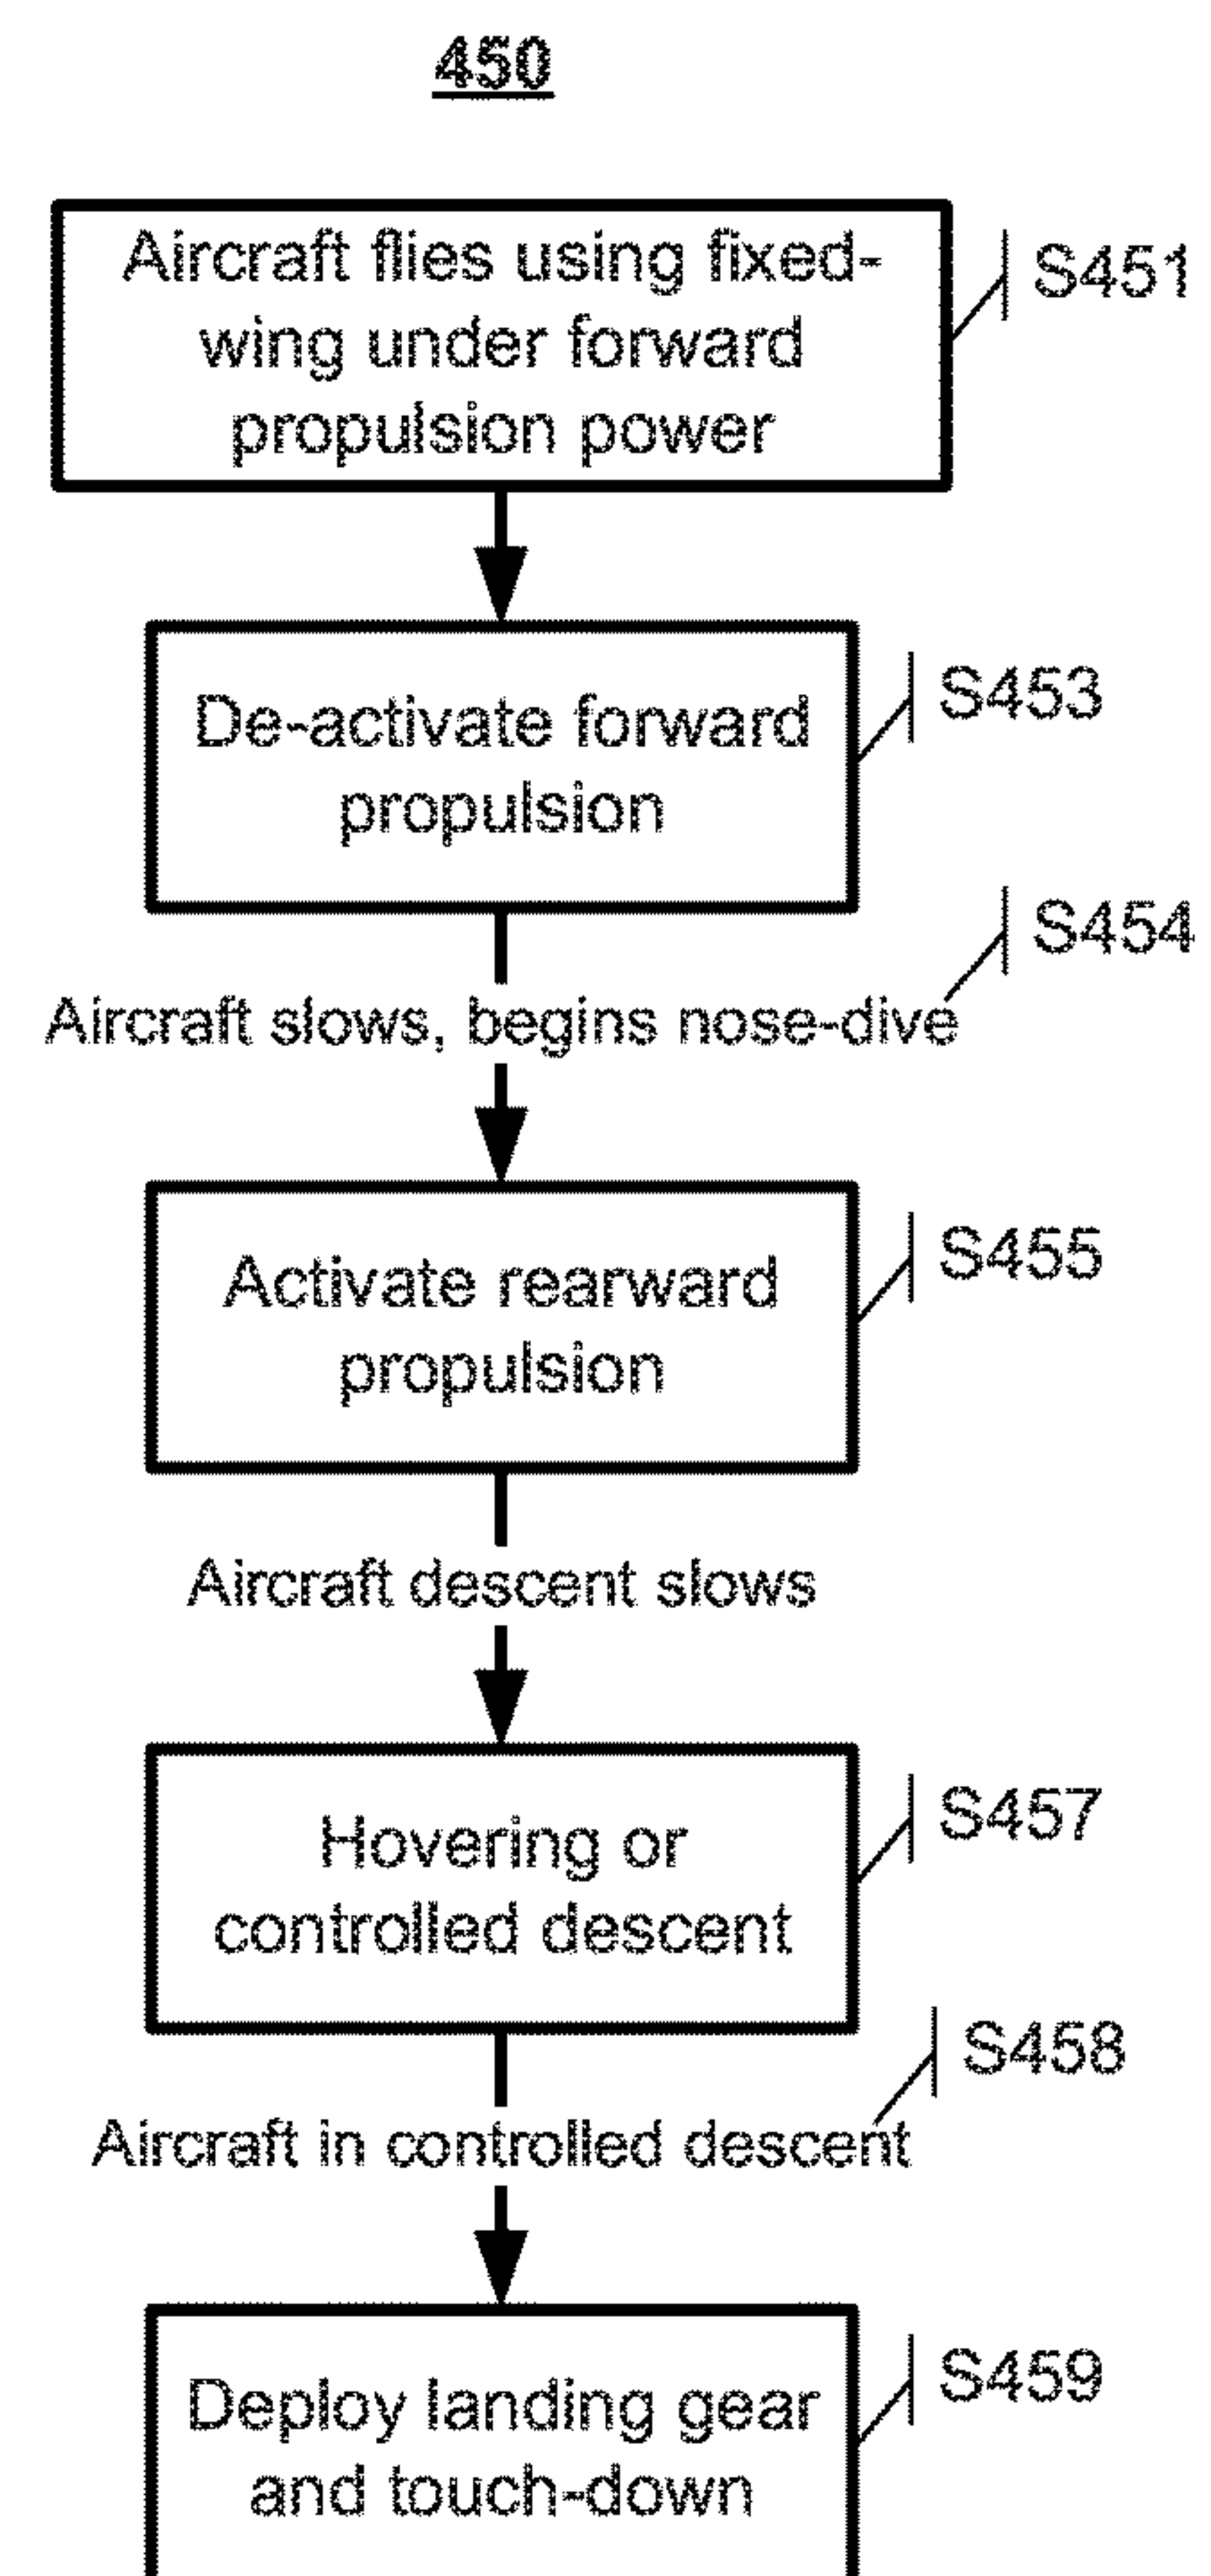 450
Aircraft flies using fixed-
wing under forward
propulsion power
S451
De-activate forward
propulsion
S453
S454
Aircraft slows, begins nose-dive
Activate rearward
propulsion
S455
Aircraft descent slows
Hovering or
controlled descent
S457
S458
Aircraft in controlled descent
Deploy landing gear
and touch-down
S459